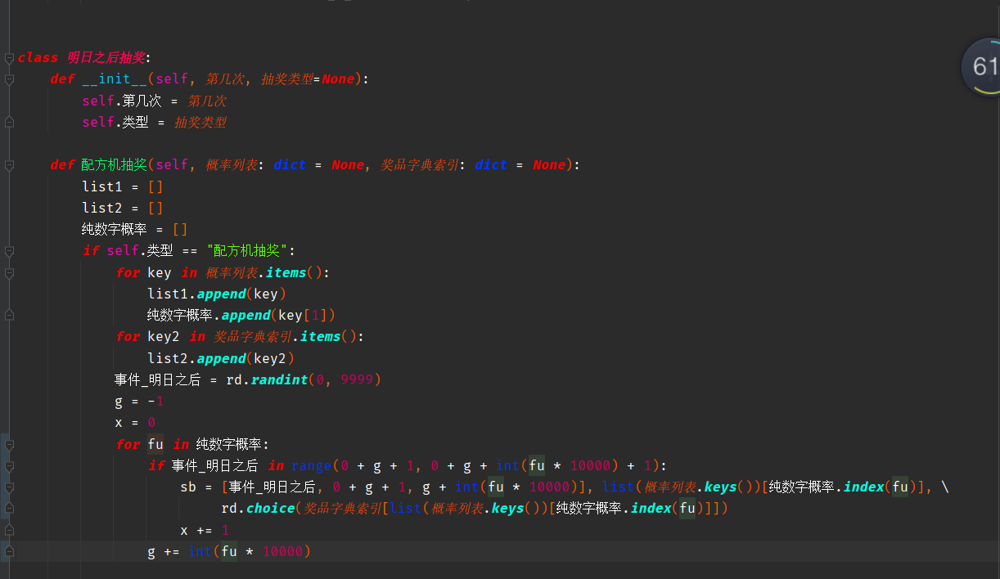 class 明日之后抽奖:
def __init__(self, 第几次, 抽奖类型=None):
self.第几次 = 第几次
self.类型 = 抽奖类型
def 配方机抽奖(self, 概率列表: dict = None, 奖品字典索引: dict = None):
list1 = []
list2 = []
纯数字概率 = []
if self.类型 == "配方机抽奖":
for key in 概率列表.items():
list1.append(key)
纯数字概率.append(key[1])
for key2 in 奖品字典索引.items():
list2.append(key2)
事件_明日之后 = rd.randint(0, 9999)
g = -1
x = 0
for fu in 纯数字概率:
if 事件_明日之后 in range(0 + g + 1, 0 + g + int(fu * 10000) + 1):
sb = [事件_明日之后, 0 + g + 1, g + int(fu * 10000)], list(概率列表.keys())[纯数字概率.index(fu)], \
rd.choice(奖品字典索引[list(概率列表.keys())[纯数字概率.index(fu)]])
x += 1
g += int(fu * 10000)
61